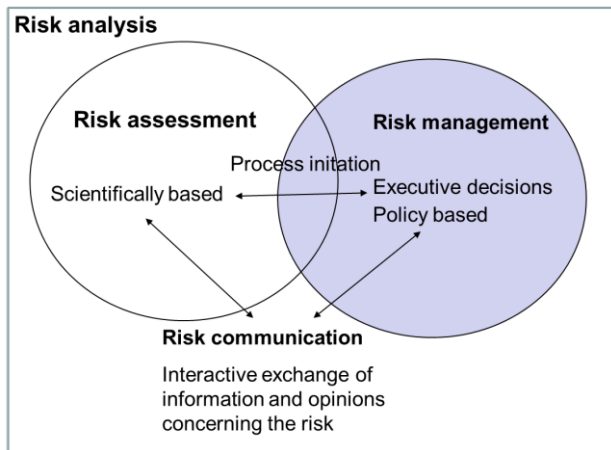 Risk analysis
Risk assessment
Risk management
Process initation
Scientifically based
Executive decisions
Policy based
Risk communication
Interactive exchange of
information and opinions
concerning the risk